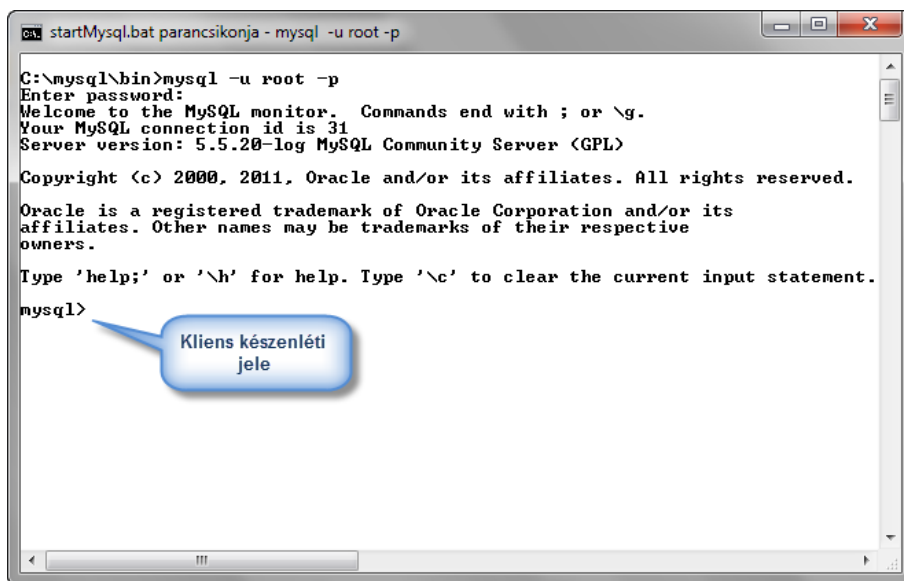 startMysql.bat parancsikonja - mysql -u root -p
C:\mysql\bin>mysql -u root -p
Enter password:
Welcome to the MySQL monitor.  Commands end with ; or \g.
Your MySQL connection id is 31
Server version: 5.5.20-log MySQL Community Server (GPL)
Copyright (c) 2000, 2011, Oracle and/or its affiliates. All rights reserved.
Oracle is a registered trademark of Oracle Corporation and/or its
affiliates. Other names may be trademarks of their respective
owners.
Type 'help;' or '\h' for help. Type '\c' to clear the current input statement.
mysql>
Kliens készenléti
jele